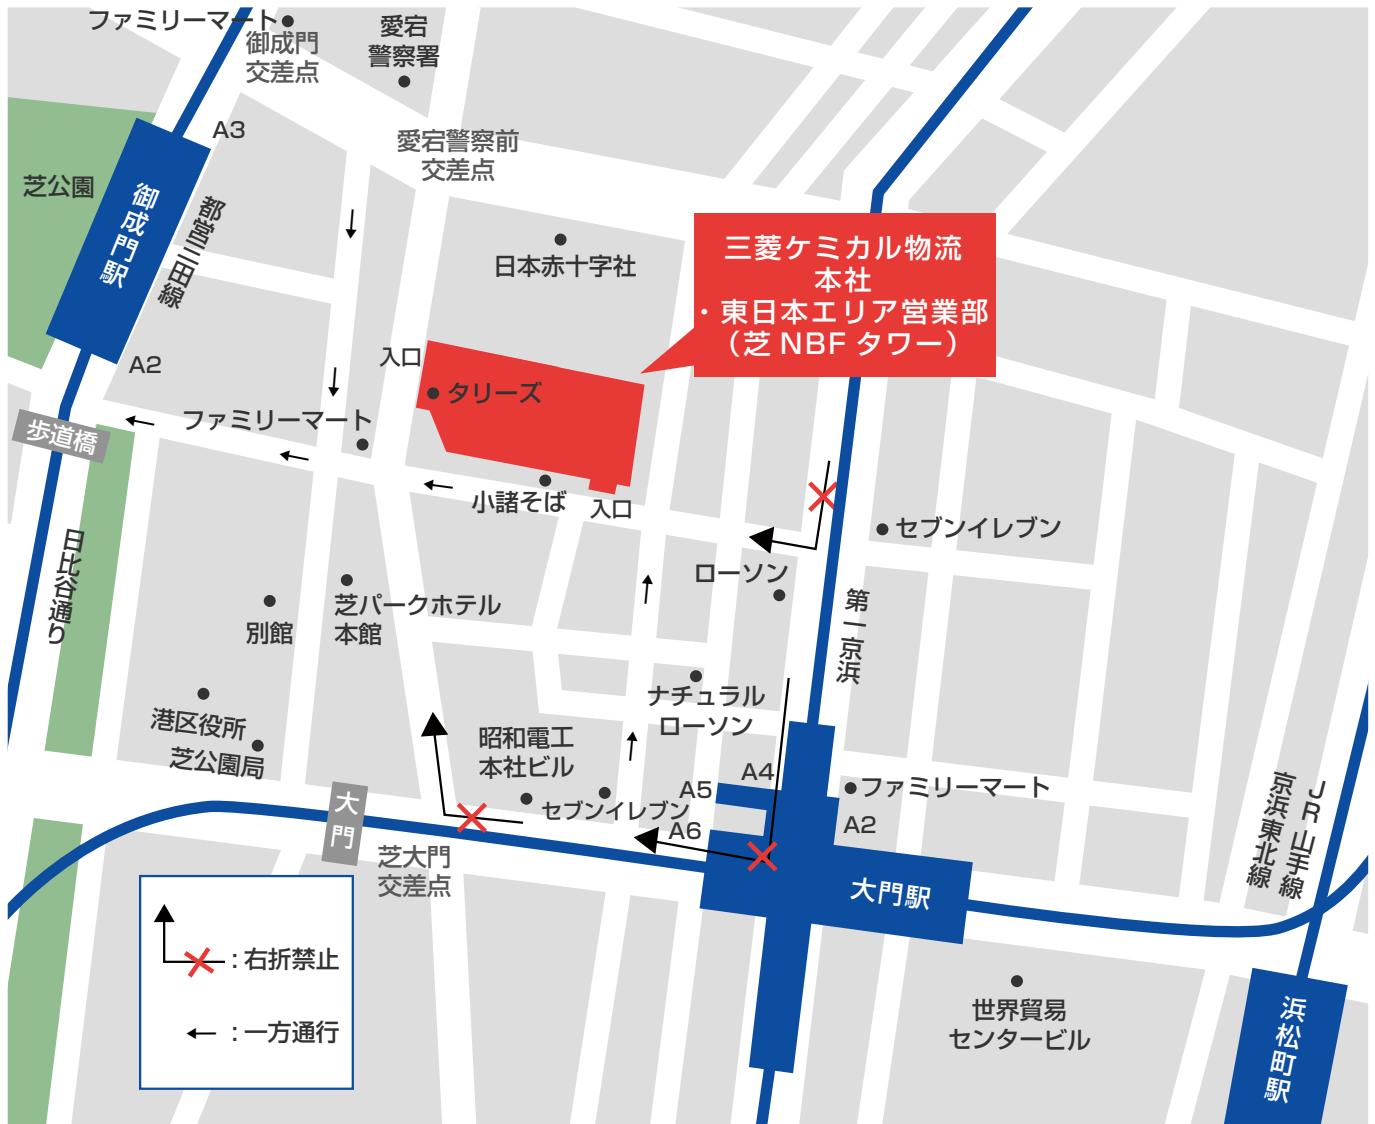 ファミリーマート
愛宕
警察署
御成門
交差点
A3
愛宕警察前
交差点
芝公園
御成門駅
都営三田線
日本赤十字社
三菱ケミカル物流
本社
・東日本エリア営業部
（芝 NBF タワー）
入口
A2
タリーズ
ファミリーマート
歩道橋
小諸そば
入口
セブンイレブン
日比谷通り
ローソン
芝パークホテル
本館
別館
第一京浜
ナチュラル
ローソン
港区役所
芝公園局
昭和電工
本社ビル
A4
A5
セブンイレブン
A6
ファミリーマート
A2
大門
芝大門
交差点
大門駅
JR山手線
京浜東北線
：右折禁止
：一方通行
世界貿易
センタービル
浜松町駅